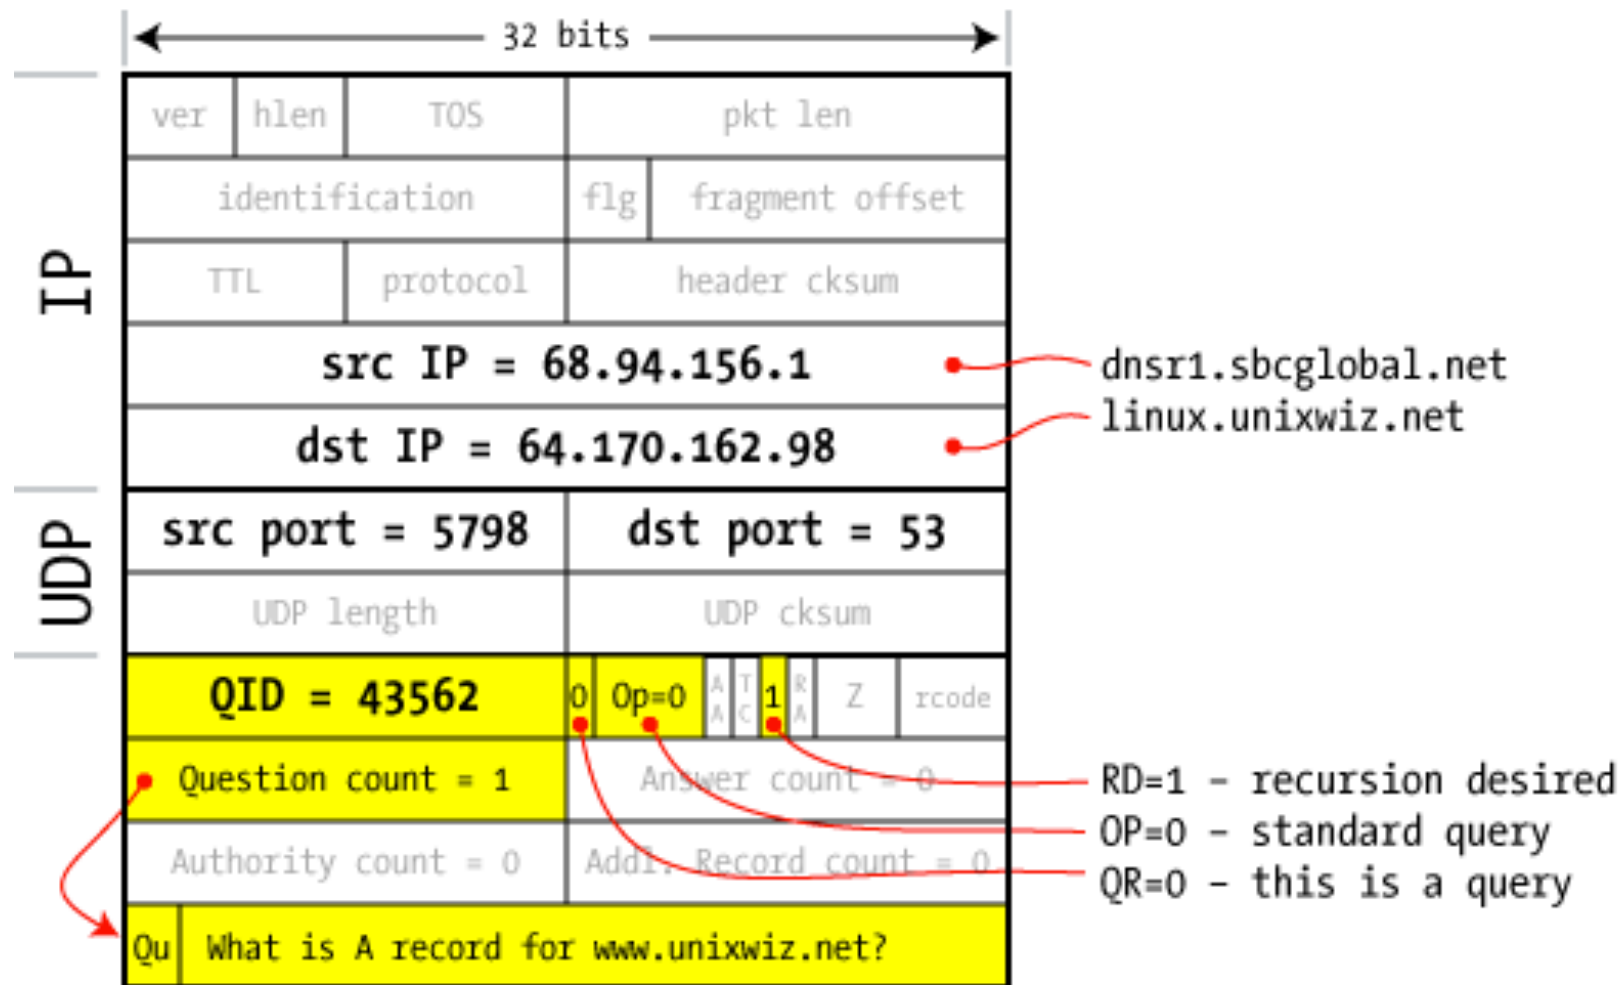 32 bits
IP
ver hlen TOS pkt len
identification flg fragment offset
TTL protocol header cksum
src IP = 68.94.156.1
dnsr1.sbcglobal.net
dst IP = 64.170.162.98
linux.unixwiz.net
UDP
src port = 5798 dst port = 53
UDP length UDP cksum
QID = 43562 0 Op=0 AA TC 1 RA Z rcode
Question count = 1 Answer count = 0
RD=1 – recursion desired
OP=0 – standard query
Authority count = 0 Addl. Record count = 0
QR=0 – this is a query
Qu What is A record for www.unixwiz.net?